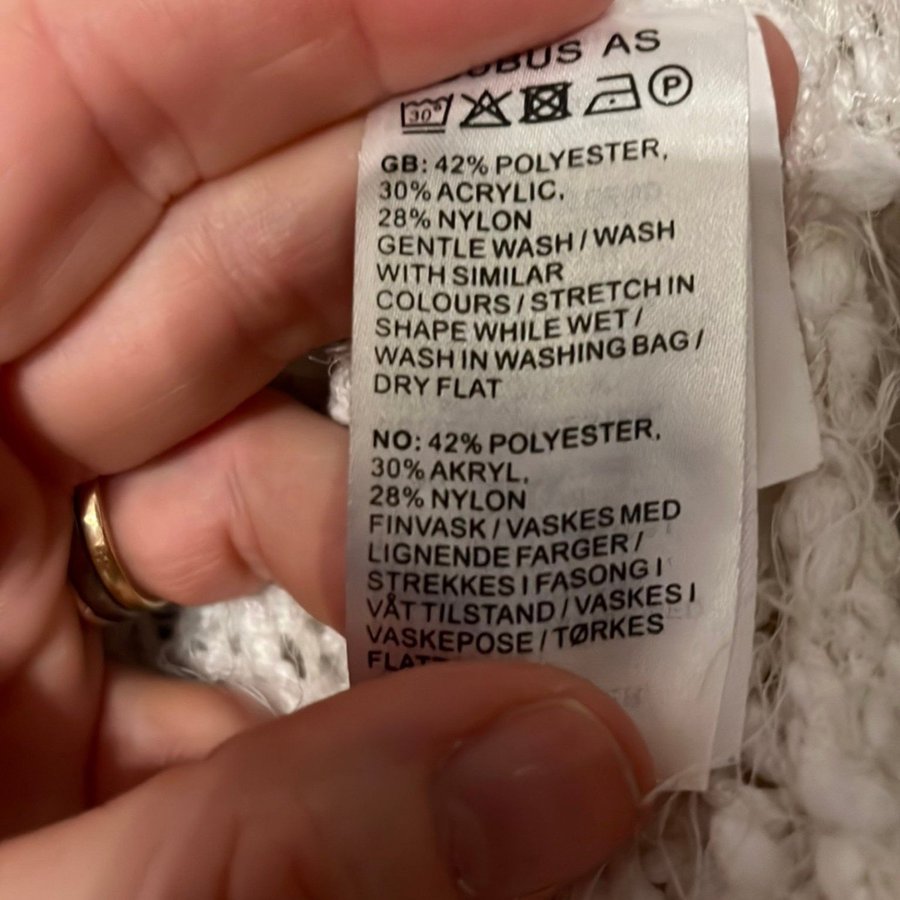 AS
30°
P
GB: 42% POLYESTER,
30% ACRYLIC,
28% NYLON
GENTLE WASH / WASH
WITH SIMILAR
COLOURS / STRETCH IN
SHAPE WHILE WET /
WASH IN WASHING BAG /
DRY FLAT
NO: 42% POLYESTER,
30% AKRYL,
28% NYLON
FINVASK / VASKES MED
LIGNENDE FARGER /
STREKKES I FASONG I
VÅT TILSTAND / VASKES I
VASKEPOSE / TØRKES